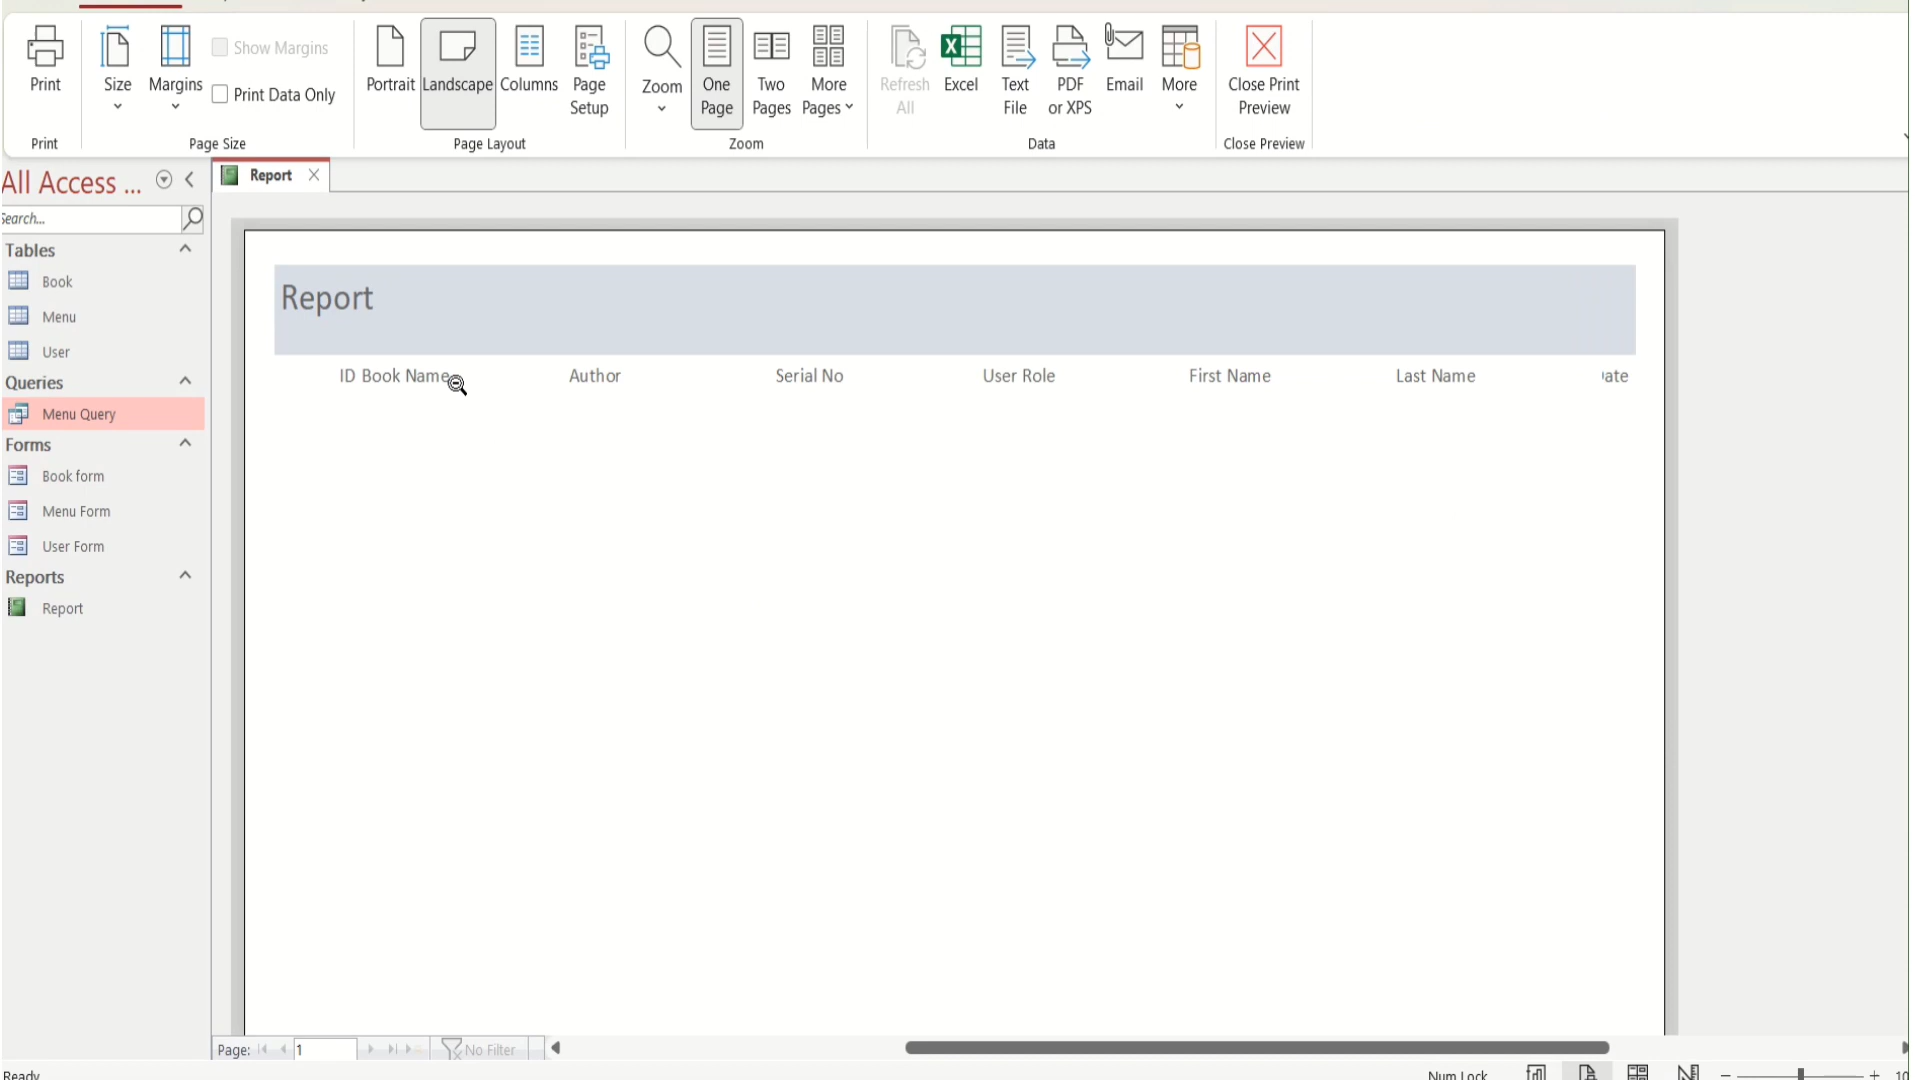 Show Margins
Print Data Only
Print
Size
Margins
Portrait
Landscape
Columns
Page Setup
Zoom
One Page
Two Pages
More Pages
Refresh All
Excel
Text File
PDF or XPS
Email
More
Close Print Preview
Print
Page Size
Page Layout
Zoom
Data
Close Preview
All Access ...
Search...
Tables
Book
Menu
User
Queries
Menu Query
Forms
Book form
Menu Form
User Form
Reports
Report
Report
Report
ID Book Name Author Serial No User Role First Name Last Name ate
Page: 1 No Filter
Ready
Num Lock
10